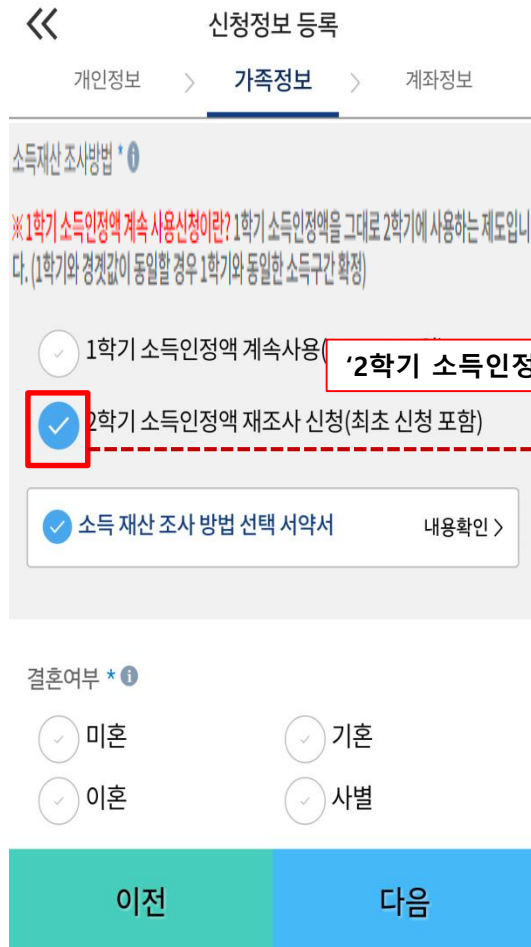 신청정보 등록
개인정보 > 가족정보 > 계좌정보
소득재산 조사방법 *
※1학기 소득인정액 계속 사용신청이란? 1학기 소득인정액을 그대로 2학기에 사용하는 제도입니
다. (1학기와 경곗값이 동일할 경우 1학기와 동일한 소득구간 확정)
1학기 소득인정액 계속사용(
‘2학기 소득인정
2학기 소득인정액 재조사 신청(최초 신청 포함)
소득 재산 조사 방법 선택 서약서 내용확인 >
결혼여부 *
미혼 기혼
이혼 사별
이전 다음